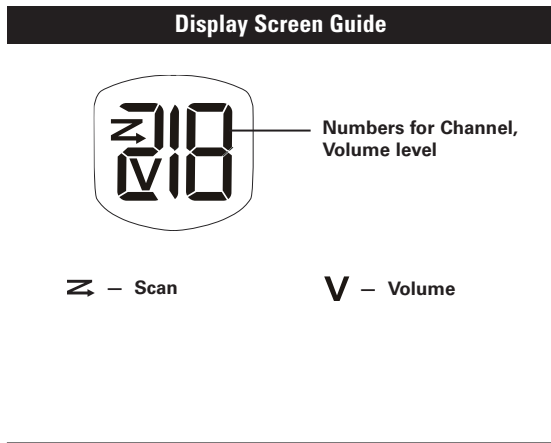 Display Screen Guide
Numbers for Channel,
Volume level
— Scan
V — Volume